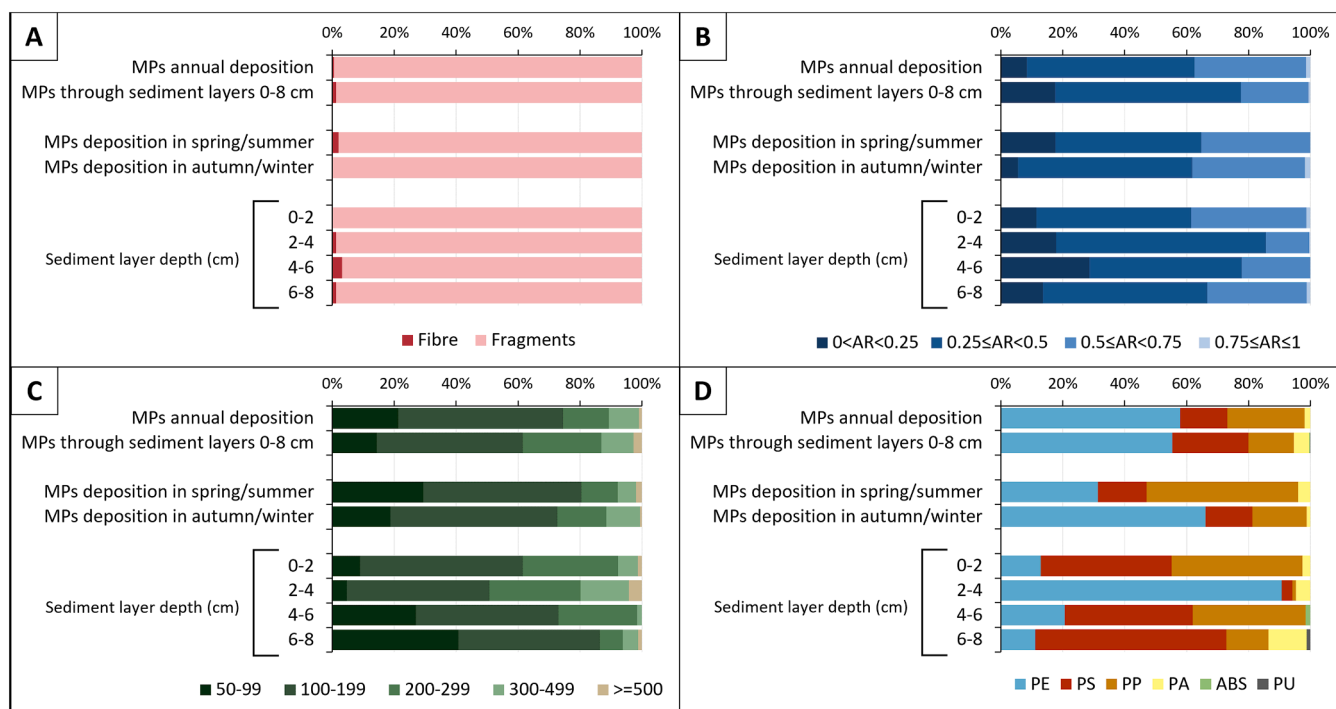 A
0% 20% 40% 60% 80% 100%
MPs annual deposition
MPs through sediment layers 0-8 cm
MPs deposition in spring/summer
MPs deposition in autumn/winter
Sediment layer depth (cm)
0-2
2-4
4-6
6-8
Fibre Fragments
B
0% 20% 40% 60% 80% 100%
MPs annual deposition
MPs through sediment layers 0-8 cm
MPs deposition in spring/summer
MPs deposition in autumn/winter
Sediment layer depth (cm)
0-2
2-4
4-6
6-8
0<AR<0.25 0.25≤AR<0.5 0.5≤AR<0.75 0.75≤AR≤1
C
0% 20% 40% 60% 80% 100%
MPs annual deposition
MPs through sediment layers 0-8 cm
MPs deposition in spring/summer
MPs deposition in autumn/winter
Sediment layer depth (cm)
0-2
2-4
4-6
6-8
50-99 100-199 200-299 300-499 >=500
D
0% 20% 40% 60% 80% 100%
MPs annual deposition
MPs through sediment layers 0-8 cm
MPs deposition in spring/summer
MPs deposition in autumn/winter
Sediment layer depth (cm)
0-2
2-4
4-6
6-8
PE PS PP PA ABS PU